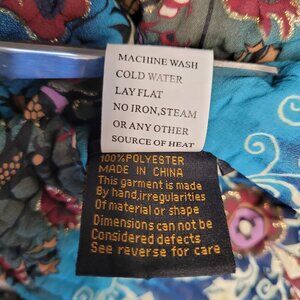 MACHINE WASH
COLD WATER
LAY FLAT
NO IRON,STEAM
OR ANY OTHER
SOURCE OF HEAT
100%POLYESTER
MADE IN CHINA
This garment is made
By hand,irregularities
Of material or shape
Dimensions can not be
Considered defects
See reverse for care